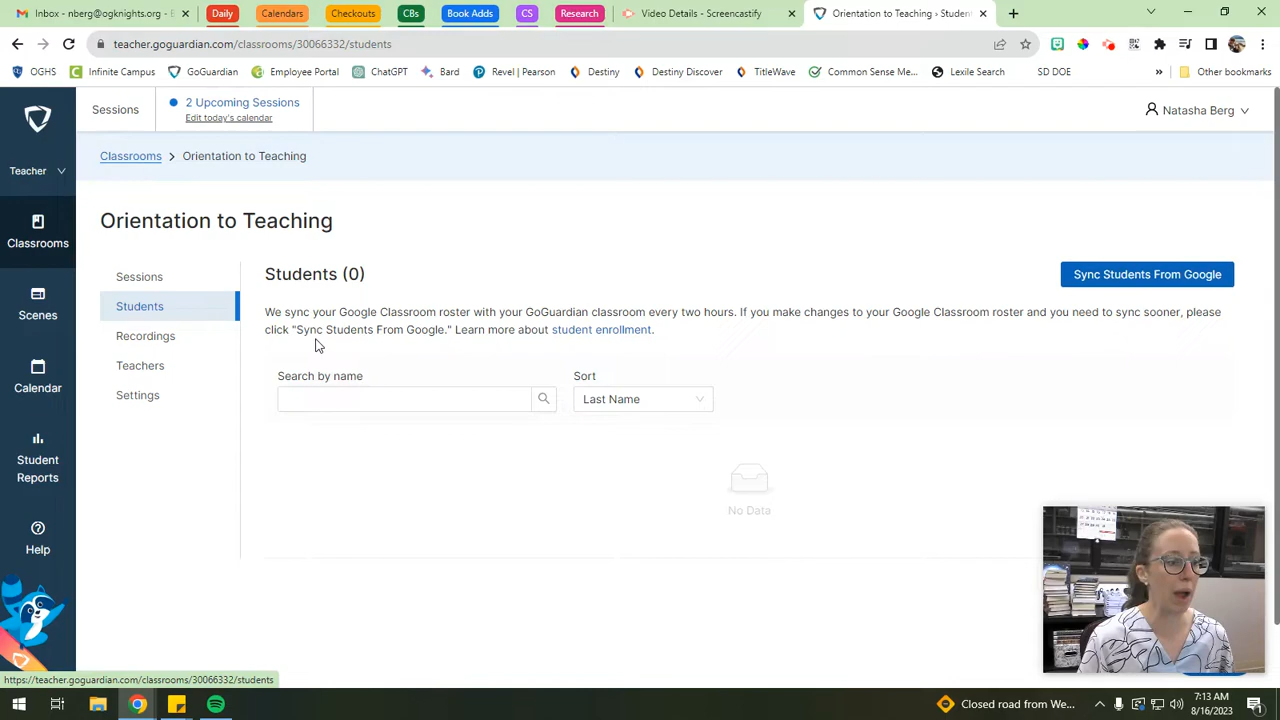 Inbox - nberg@ogknights.org - B
Daily
Calendars
Checkouts
CBs
Book Adds
CS
Research
Video Details - Screencastify
Orientation to Teaching - Studen
teacher.goguardian.com/classrooms/30066332/students
OGHS
Infinite Campus
GoGuardian
Employee Portal
ChatGPT
Bard
Revel | Pearson
Destiny
Destiny Discover
TitleWave
Common Sense Me...
Lexile Search
SD DOE
»
Other bookmarks
Sessions
2 Upcoming Sessions
Edit today's calendar
Natasha Berg
Teacher
Classrooms
Scenes
Calendar
Student
Reports
Help
Classrooms > Orientation to Teaching
Orientation to Teaching
Sessions
Students
Recordings
Teachers
Settings
Students (0)
Sync Students From Google
We sync your Google Classroom roster with your GoGuardian classroom every two hours. If you make changes to your Google Classroom roster and you need to sync sooner, please
click "Sync Students From Google." Learn more about student enrollment.
Search by name
Sort
Last Name
No Data
https://teacher.goguardian.com/classrooms/30066332/students
Closed road from We...
7:13 AM
8/16/2023
1